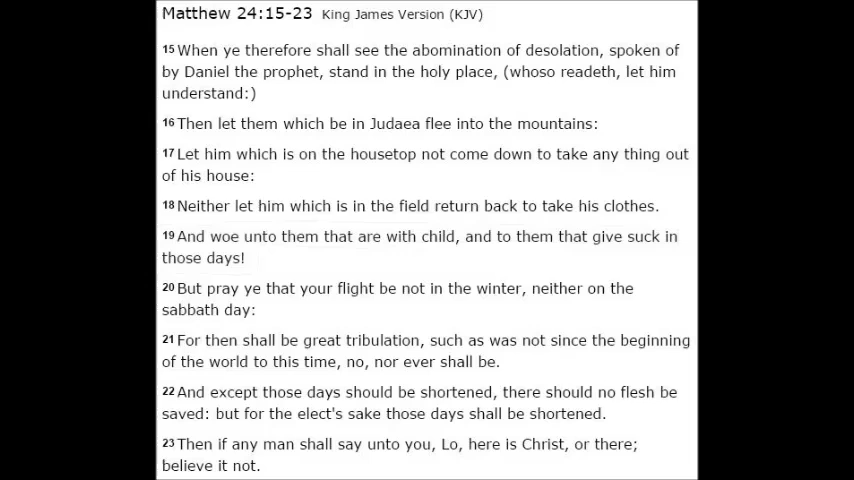 Matthew 24:15-23 King James Version (KJV)
15 When ye therefore shall see the abomination of desolation, spoken of
by Daniel the prophet, stand in the holy place, (whoso readeth, let him
understand:)
16 Then let them which be in Judaea flee into the mountains:
17 Let him which is on the housetop not come down to take any thing out
of his house:
18 Neither let him which is in the field return back to take his clothes.
19 And woe unto them that are with child, and to them that give suck in
those days!
20 But pray ye that your flight be not in the winter, neither on the
sabbath day:
21 For then shall be great tribulation, such as was not since the beginning
of the world to this time, no, nor ever shall be.
22 And except those days should be shortened, there should no flesh be
saved: but for the elect's sake those days shall be shortened.
23 Then if any man shall say unto you, Lo, here is Christ, or there;
believe it not.